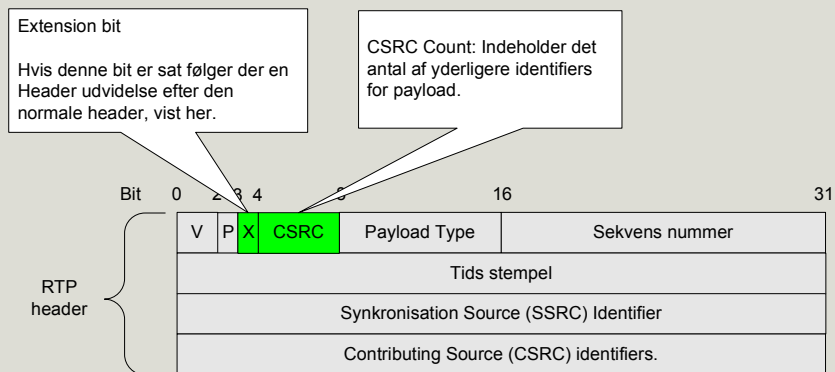 Extension bit
Hvis denne bit er sat følger der en
Header udvidelse efter den
normale header, vist her.
CSRC Count: Indeholder det
antal af yderligere identifiers
for payload.
Bit 0 2 3 4 8 16 31
V P X CSRC Payload Type Sekvens nummer
Tids stempel
RTP
header
Synkronisation Source (SSRC) Identifier
Contributing Source (CSRC) identifiers.